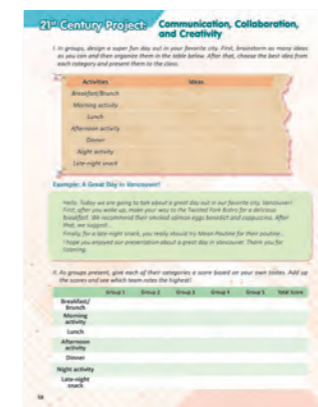 21st Century Project: Communication, Collaboration,
and Creativity
I. In groups, design a super fun day out in your favorite city. First, brainstorm as many ideas
as you can and then organize them in the table below. After that, choose the best idea from
each category and present them to the class.
Activities Ideas
Breakfast/Brunch
Morning activity
Lunch
Afternoon activity
Dinner
Night activity
Late-night snack
Example: A Great Day in Vancouver!
Hello. Today we are going to talk about a great day out in our favorite city, Vancouver!
First, after you wake up, make your way to the Twisted Fork Bistro for a delicious
breakfast. We recommend their smoked salmon eggs benedict and cappuccino. After
that, we suggest...
Finally, for a late-night snack, you really should try Mean Poutine for their poutine...
I hope you enjoyed our presentation about a great day in Vancouver. Thank you for
listening.
II. As groups present, give each of their categories a score based on your own tastes. Add up
the scores and see which team rates the highest!
Group 1 Group 2 Group 3 Group 4 Group 5 Total Score
Breakfast/
Brunch
Morning
activity
Lunch
Afternoon
activity
Dinner
Night activity
Late-night
snack